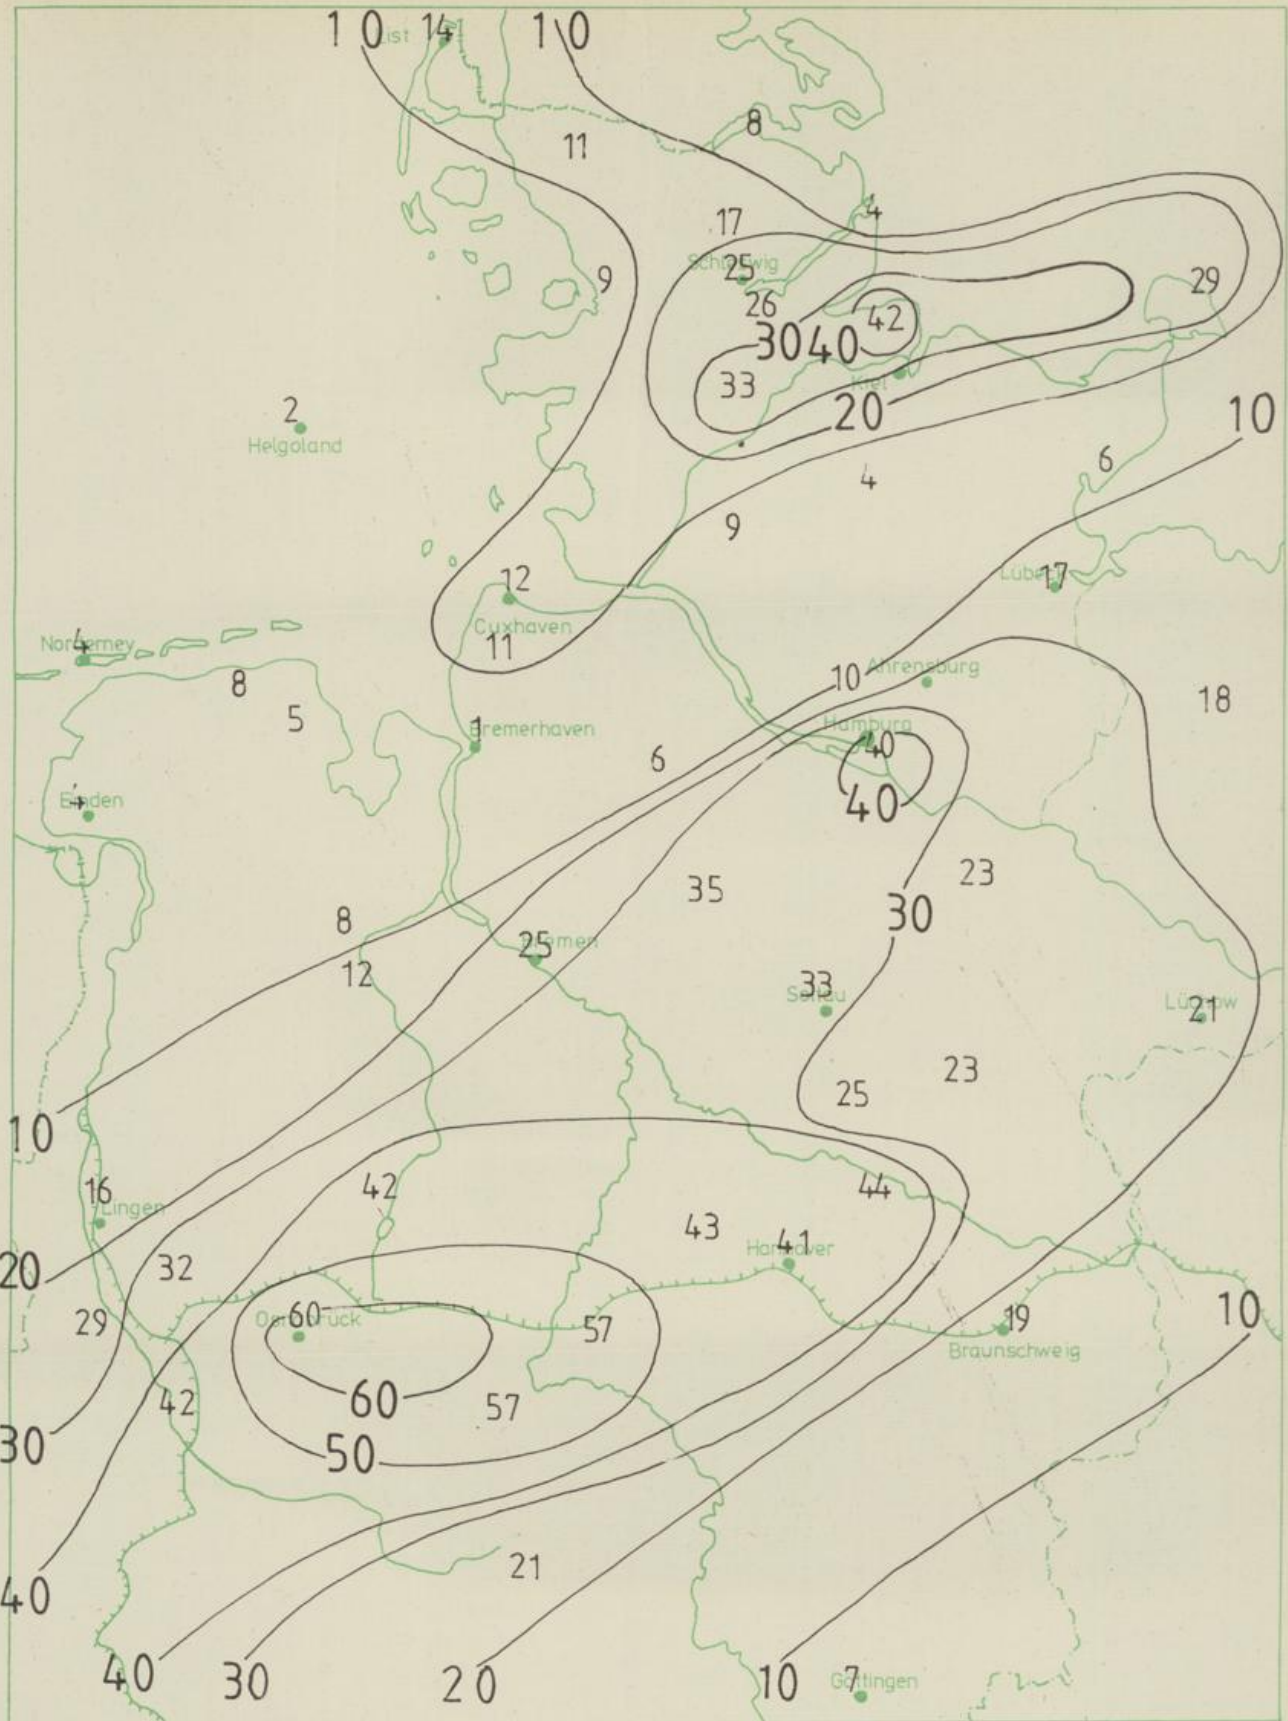 10 List 14 10
8
11
17 4
Schleswig
25
9 26 29
42
30 40
33 Kiel
2 20 10
Helgoland
6
4
9
12 Lübeck 17
Cuxhaven
Norderney 4
11
10 Ahrensburg
8 18
5 Hamburg
1 Bremerhaven 40
6
Emden 4 40
23
35
8 30
25 Bremen
12
33
Soltau Lüchow
21
23
25
10
16 42 44
Lingen
43
Hannover 41
20 32
60 10
29 Osnabrück 57 19
Braunschweig
60
42 57
30 50
21
40
40 30 20 10 7
Göttingen